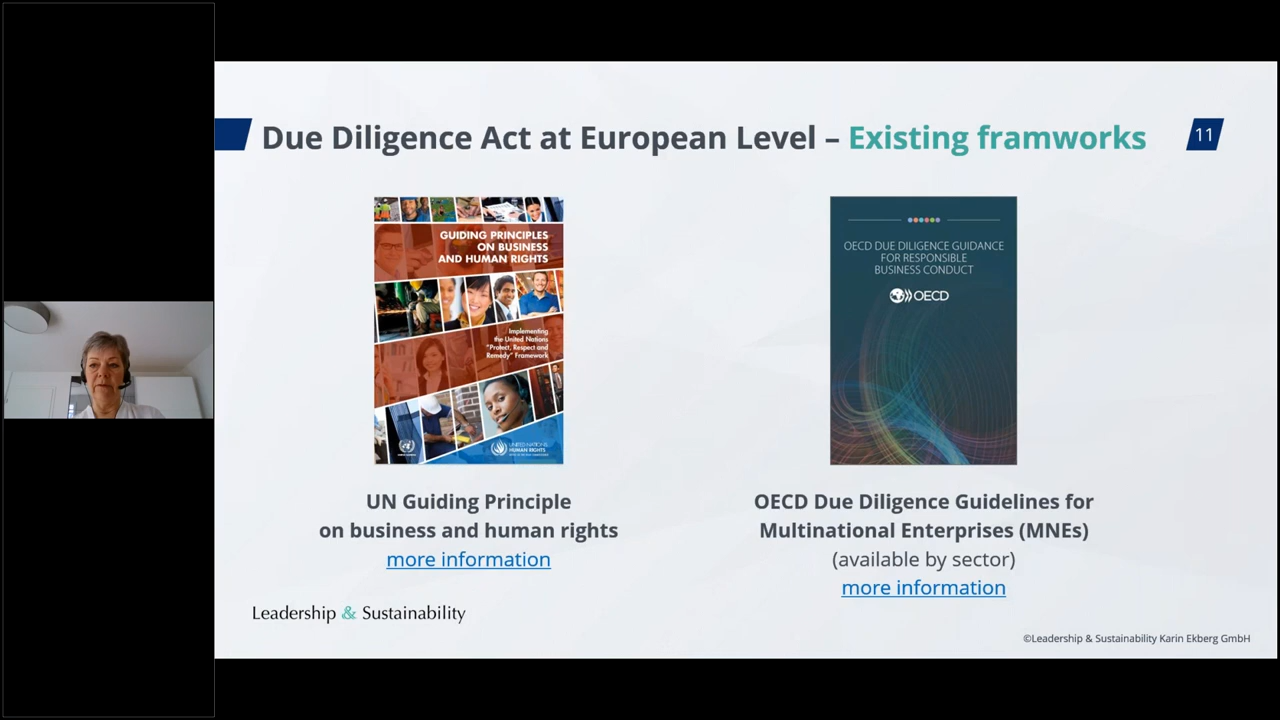 Due Diligence Act at European Level – Existing framworks
11
GUIDING PRINCIPLES
ON BUSINESS
AND HUMAN RIGHTS
Implementing
the United Nations
“Protect, Respect and
Remedy” Framework
UNITED NATIONS
HUMAN RIGHTS
OECD DUE DILIGENCE GUIDANCE
FOR RESPONSIBLE
BUSINESS CONDUCT
OECD
UN Guiding Principle
on business and human rights
more information
OECD Due Diligence Guidelines for
Multinational Enterprises (MNEs)
(available by sector)
more information
Leadership & Sustainability
©Leadership & Sustainability Karin Ekberg GmbH